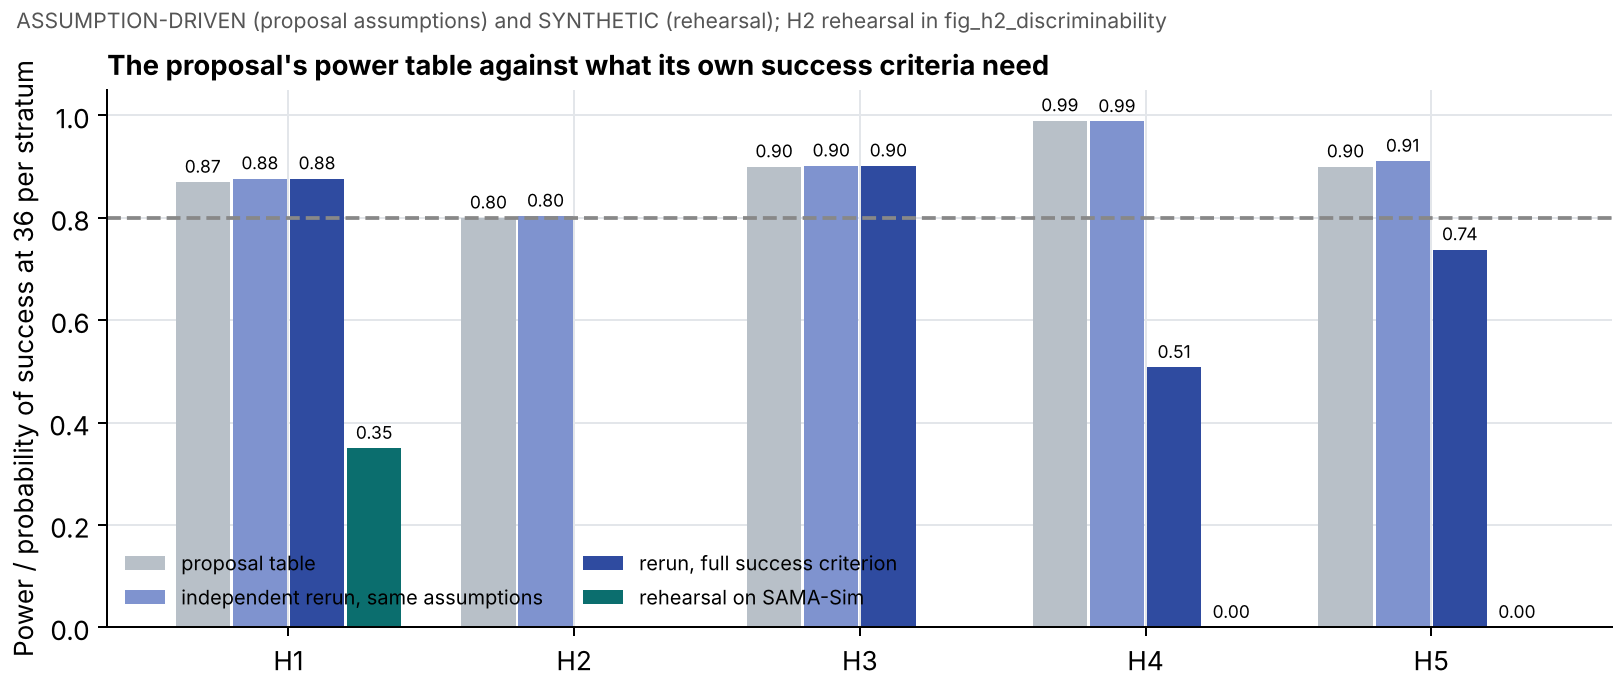 ASSUMPTION-DRIVEN (proposal assumptions) and SYNTHETIC (rehearsal); H2 rehearsal in fig_h2_discriminability
The proposal's power table against what its own success criteria need
Power / probability of success at 36 per stratum
1.0
0.8
0.6
0.4
0.2
0.0
0.87
0.88
0.88
0.35
0.80
0.80
0.90
0.90
0.90
0.99
0.99
0.51
0.00
0.90
0.91
0.74
0.00
proposal table
independent rerun, same assumptions
rerun, full success criterion
rehearsal on SAMA-Sim
H1
H2
H3
H4
H5